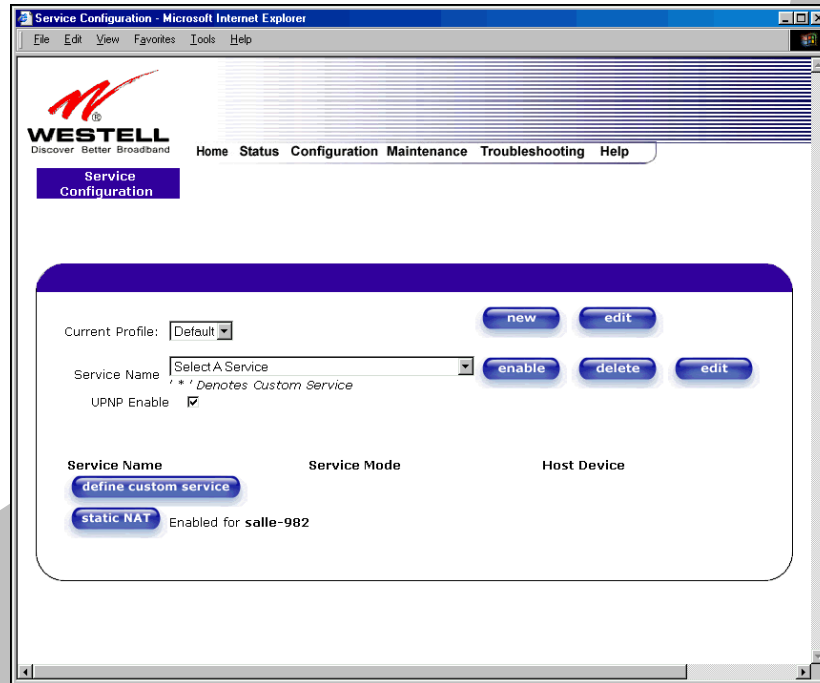 Service Configuration - Microsoft Internet Explorer
File Edit View Favorites Tools Help
®
WESTELL
Discover Better Broadband
Home Status Configuration Maintenance Troubleshooting Help
Service
Configuration
new edit
Current Profile: Default
Service Name Select A Service enable delete edit
' * ' Denotes Custom Service
UPNP Enable
Service Name Service Mode Host Device
define custom service
static NAT Enabled for salle-982